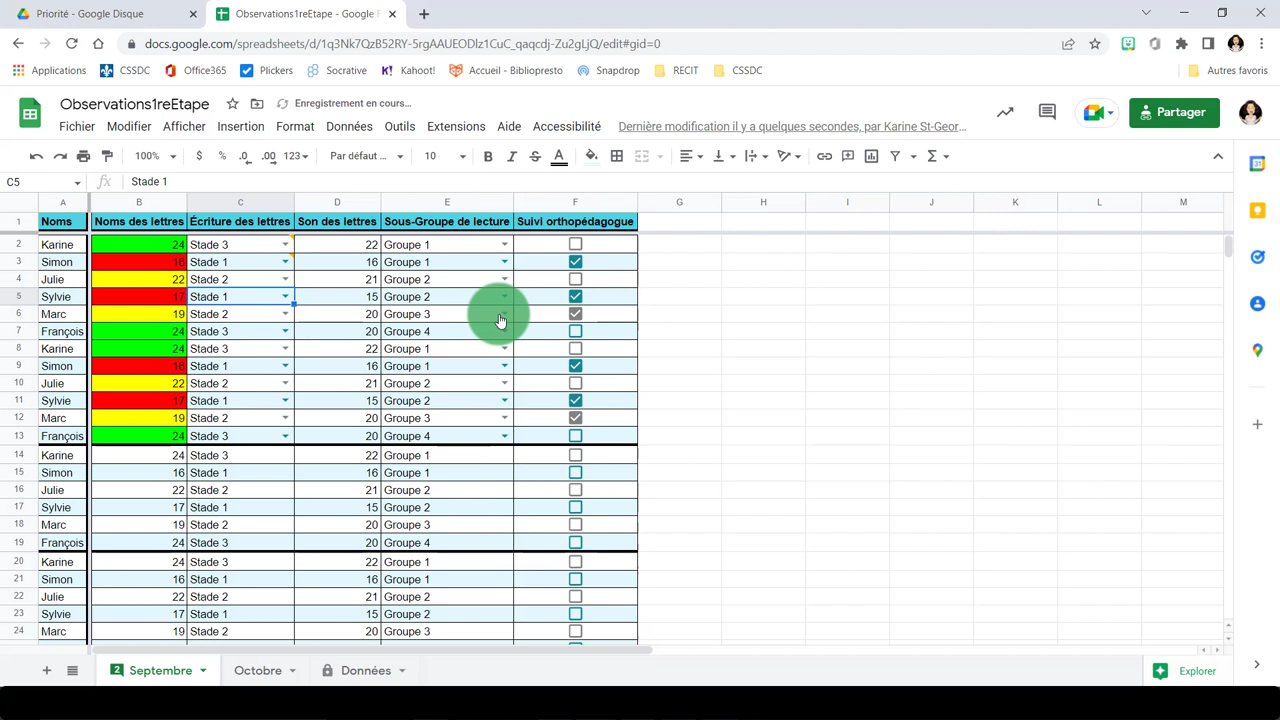 Priorité - Google Disque
Observations1reEtape - Google F
docs.google.com/spreadsheets/d/1q3Nk7QzB52RY-5rgAAUEODlz1CuC_qaqcdj-Zu2gLjQ/edit#gid=0
Applications CSSDC Office365 Plickers Socrative Kahoot! Accueil - Bibliopresto Snapdrop RECIT CSSDC Autres favoris
Observations1reEtape Enregistrement en cours…
Partager
Fichier Modifier Afficher Insertion Format Données Outils Extensions Aide Accessibilité Dernière modification il y a quelques secondes, par Karine St-Geor…
100% $ % .0 .00 123 Par défaut ... 10 B I S A
C5 fx Stade 1
A B C D E F G H I J K L M
1 Noms Noms des lettres Écriture des lettres Son des lettres Sous-Groupe de lecture Suivi orthopédagogue
2 Karine 24 Stade 3 22 Groupe 1
3 Simon 16 Stade 1 16 Groupe 1
4 Julie 22 Stade 2 21 Groupe 2
5 Sylvie 17 Stade 1 15 Groupe 2
6 Marc 19 Stade 2 20 Groupe 3
7 François 24 Stade 3 20 Groupe 4
8 Karine 24 Stade 3 22 Groupe 1
9 Simon 16 Stade 1 16 Groupe 1
10 Julie 22 Stade 2 21 Groupe 2
11 Sylvie 17 Stade 1 15 Groupe 2
12 Marc 19 Stade 2 20 Groupe 3
13 François 24 Stade 3 20 Groupe 4
14 Karine 24 Stade 3 22 Groupe 1
15 Simon 16 Stade 1 16 Groupe 1
16 Julie 22 Stade 2 21 Groupe 2
17 Sylvie 17 Stade 1 15 Groupe 2
18 Marc 19 Stade 2 20 Groupe 3
19 François 24 Stade 3 20 Groupe 4
20 Karine 24 Stade 3 22 Groupe 1
21 Simon 16 Stade 1 16 Groupe 1
22 Julie 22 Stade 2 21 Groupe 2
23 Sylvie 17 Stade 1 15 Groupe 2
24 Marc 19 Stade 2 20 Groupe 3
2 Septembre Octobre Données Explorer